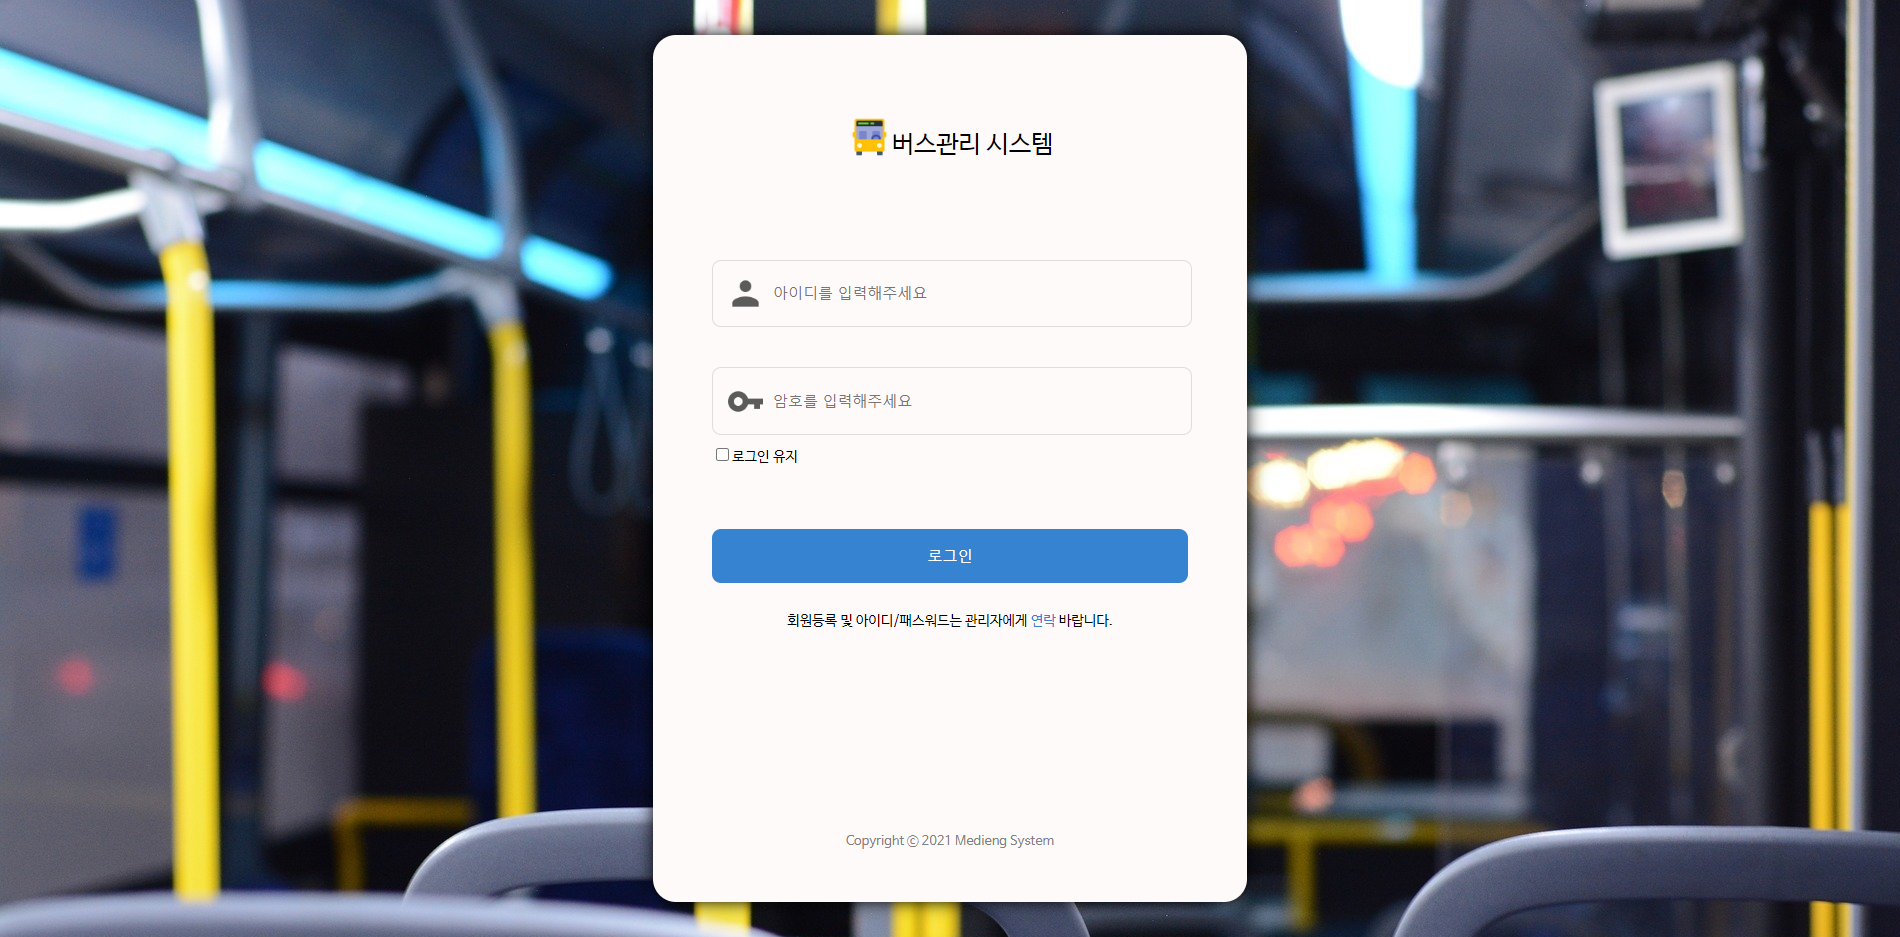 버스관리 시스템
아이디를 입력해주세요
암호를 입력해주세요
로그인 유지
로그인
회원등록 및 아이디/패스워드는 관리자에게 연락 바랍니다.
Copyright ⓒ 2021 Medieng System